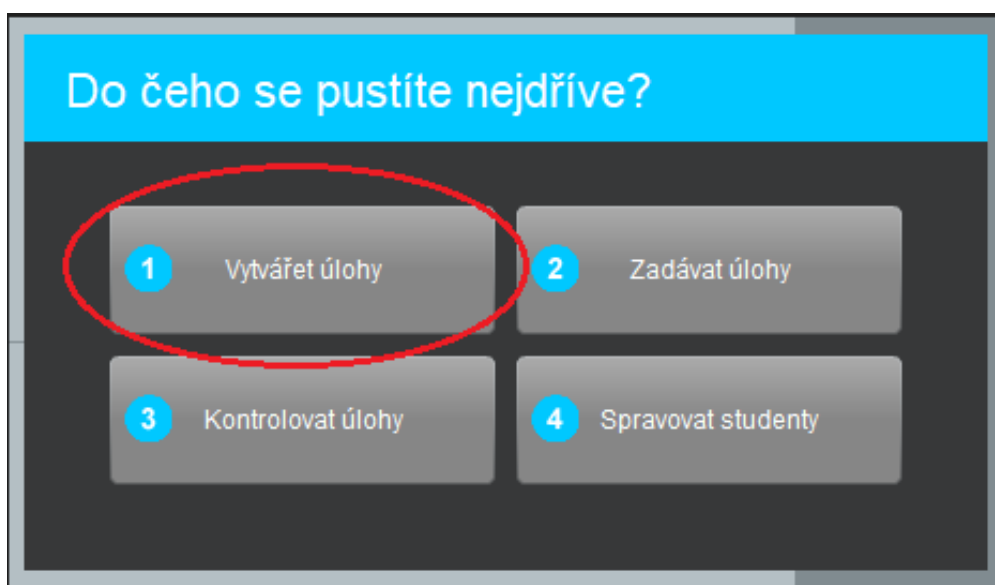 Do čeho se pustíte nejdříve?
1 Vytvářet úlohy
2 Zadávat úlohy
3 Kontrolovat úlohy
4 Spravovat studenty